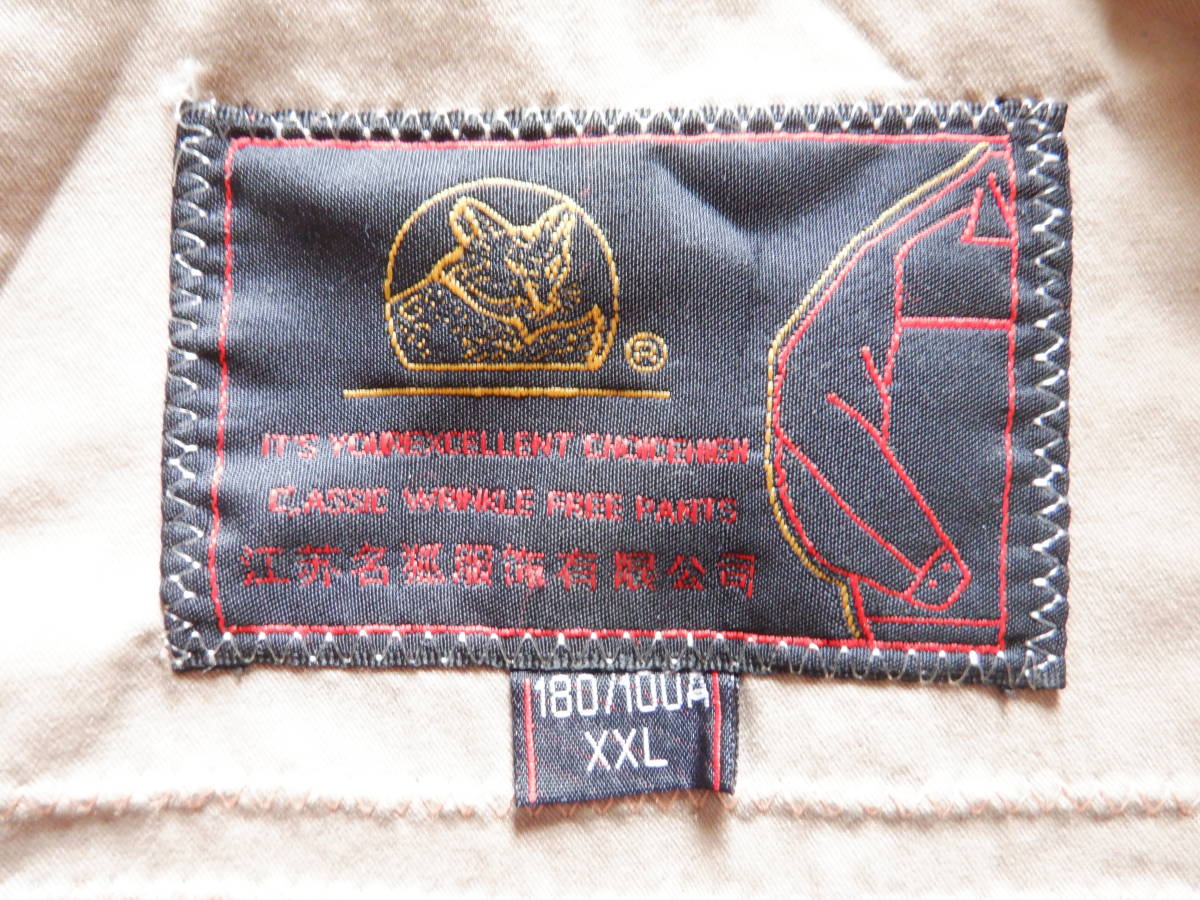 ®
IT'S YOUREXCELLENT CHOICEHIGH
CLASSIC WRINKLE FREE PANTS
江苏名狐服饰有限公司
180/100A
XXL